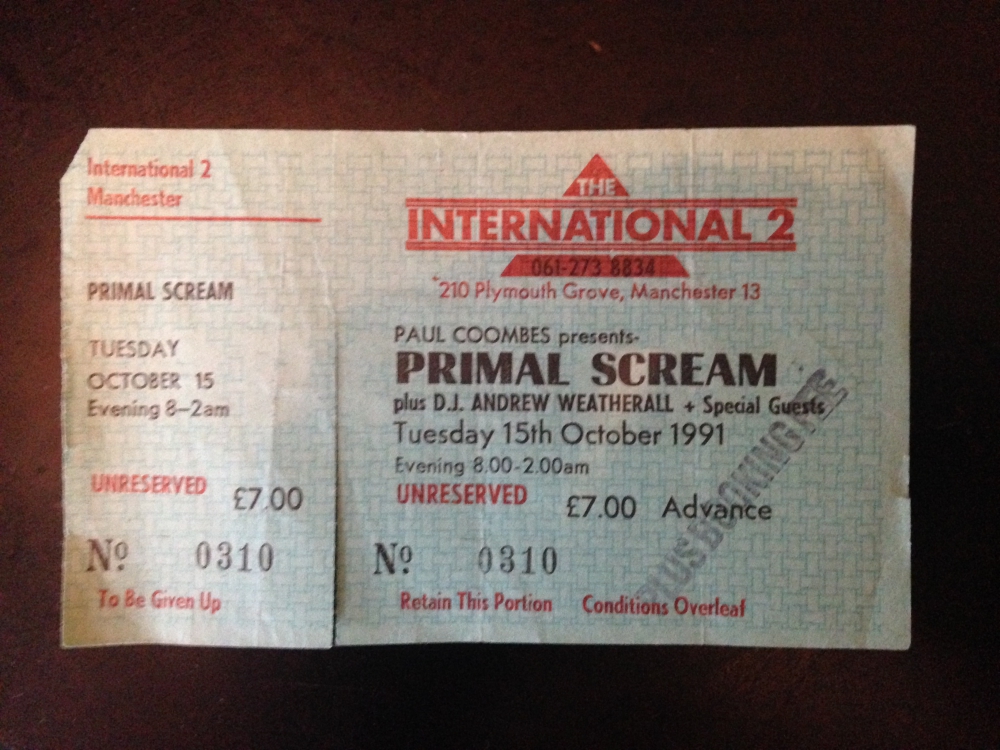 International 2
Manchester
PRIMAL SCREAM
TUESDAY
OCTOBER 15
Evening 8-2am
UNRESERVED
£7.00
Nº 0310
To Be Given Up
THE
INTERNATIONAL 2
061-273 8834
210 Plymouth Grove, Manchester 13
PAUL COOMBES presents-
PRIMAL SCREAM
plus D.J. ANDREW WEATHERALL + Special Guests
Tuesday 15th October 1991
Evening 8.00-2.00am
UNRESERVED
£7.00 Advance
Nº 0310
Retain This Portion Conditions Overleaf
PLUS BOOKING FEE